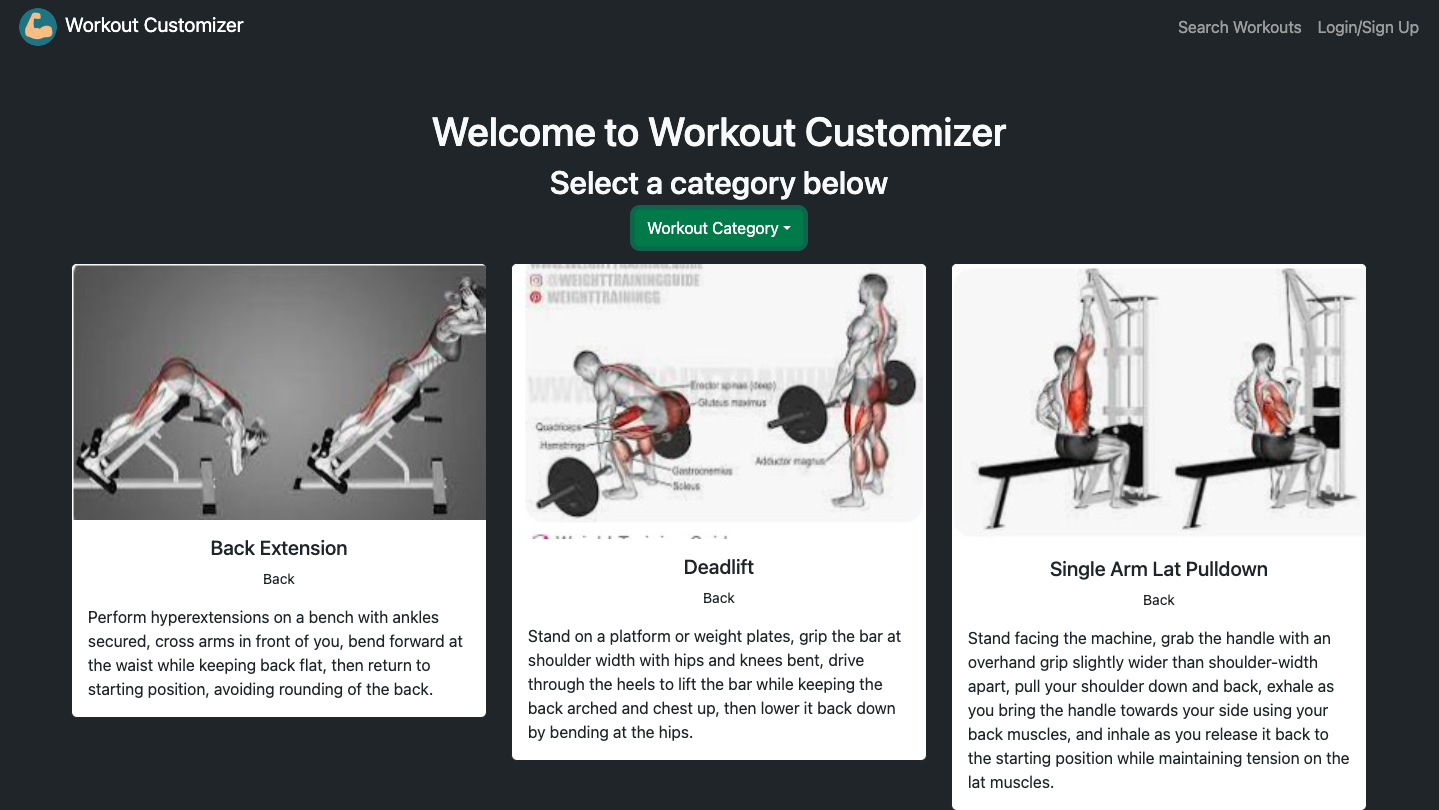 Workout Customizer
Search Workouts
Login/Sign Up
Welcome to Workout Customizer
Select a category below
Workout Category
@WEIGHTTRAININGGUIDE
WEIGHTTRAININGG
Erector spinae (deep)
Gluteus maximus
Quadriceps
Hamstrings
Adductor magnus
Gastrocnemius
Soleus
Back Extension
Back
Perform hyperextensions on a bench with ankles
secured, cross arms in front of you, bend forward at
the waist while keeping back flat, then return to
starting position, avoiding rounding of the back.
Deadlift
Back
Stand on a platform or weight plates, grip the bar at
shoulder width with hips and knees bent, drive
through the heels to lift the bar while keeping the
back arched and chest up, then lower it back down
by bending at the hips.
Single Arm Lat Pulldown
Back
Stand facing the machine, grab the handle with an
overhand grip slightly wider than shoulder-width
apart, pull your shoulder down and back, exhale as
you bring the handle towards your side using your
back muscles, and inhale as you release it back to
the starting position while maintaining tension on the
lat muscles.